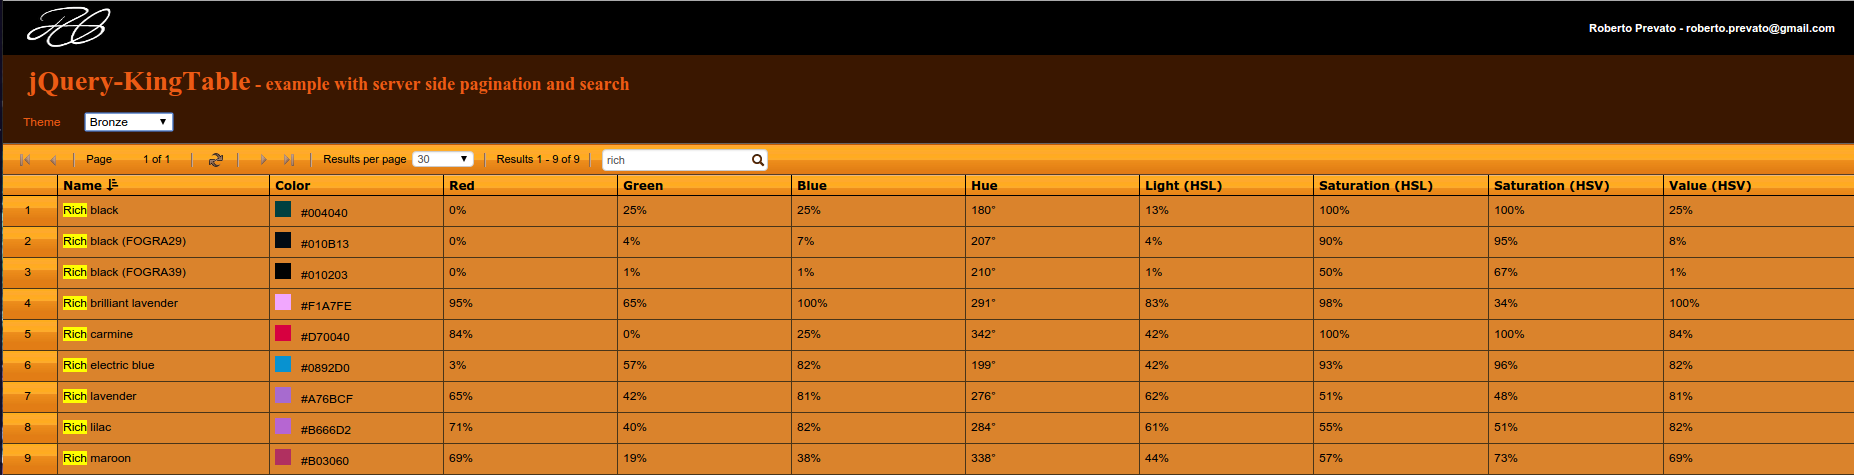 Roberto Prevato - roberto.prevato@gmail.com
jQuery-KingTable - example with server side pagination and search
Theme Bronze
Page 1 of 1 Results per page 30 Results 1 - 9 of 9 rich
Name Color Red Green Blue Hue Light (HSL) Saturation (HSL) Saturation (HSV) Value (HSV)
1 Rich black #004040 0% 25% 25% 180° 13% 100% 100% 25%
2 Rich black (FOGRA29) #010B13 0% 4% 7% 207° 4% 90% 95% 8%
3 Rich black (FOGRA39) #010203 0% 1% 1% 210° 1% 50% 67% 1%
4 Rich brilliant lavender #F1A7FE 95% 65% 100% 291° 83% 98% 34% 100%
5 Rich carmine #D70040 84% 0% 25% 342° 42% 100% 100% 84%
6 Rich electric blue #0892D0 3% 57% 82% 199° 42% 93% 96% 82%
7 Rich lavender #A76BCF 65% 42% 81% 276° 62% 51% 48% 81%
8 Rich lilac #B666D2 71% 40% 82% 284° 61% 55% 51% 82%
9 Rich maroon #B03060 69% 19% 38% 338° 44% 57% 73% 69%